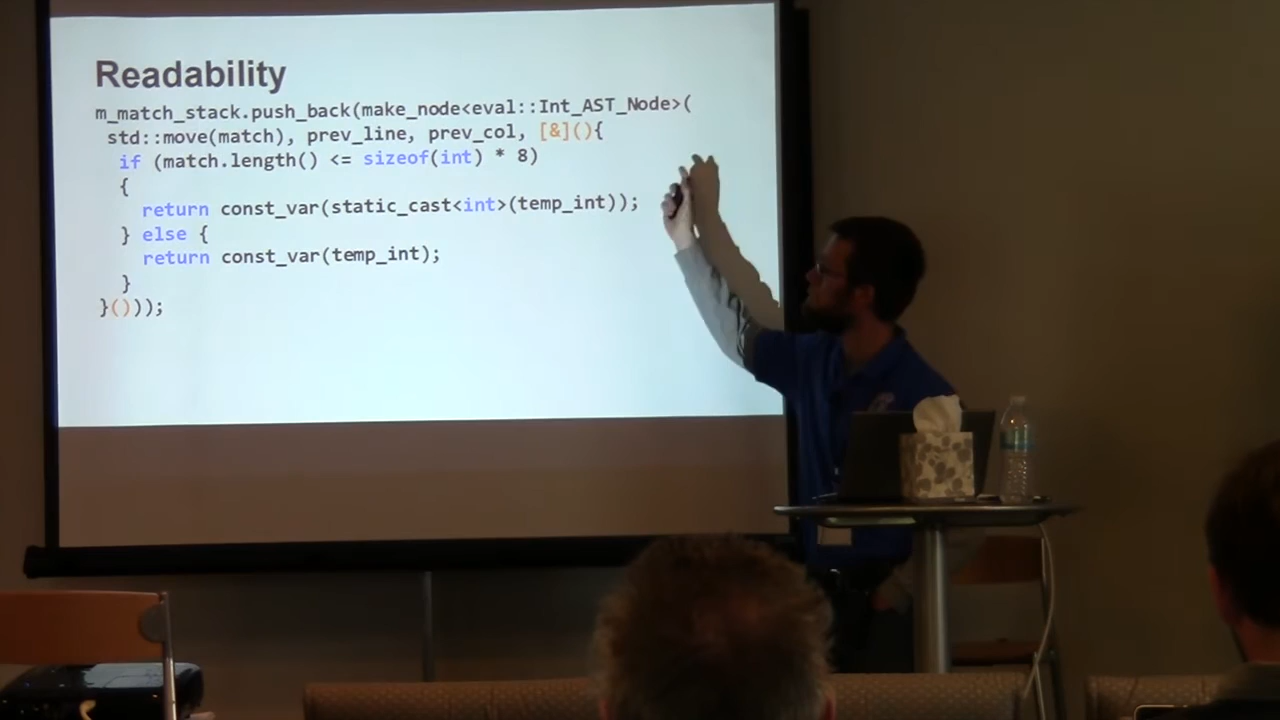 Readability
m_match_stack.push_back(make_node<eval::Int_AST_Node>(
std::move(match), prev_line, prev_col, [&](){
if (match.length() <= sizeof(int) * 8)
{
return const_var(static_cast<int>(temp_int));
} else {
return const_var(temp_int);
}
}()));